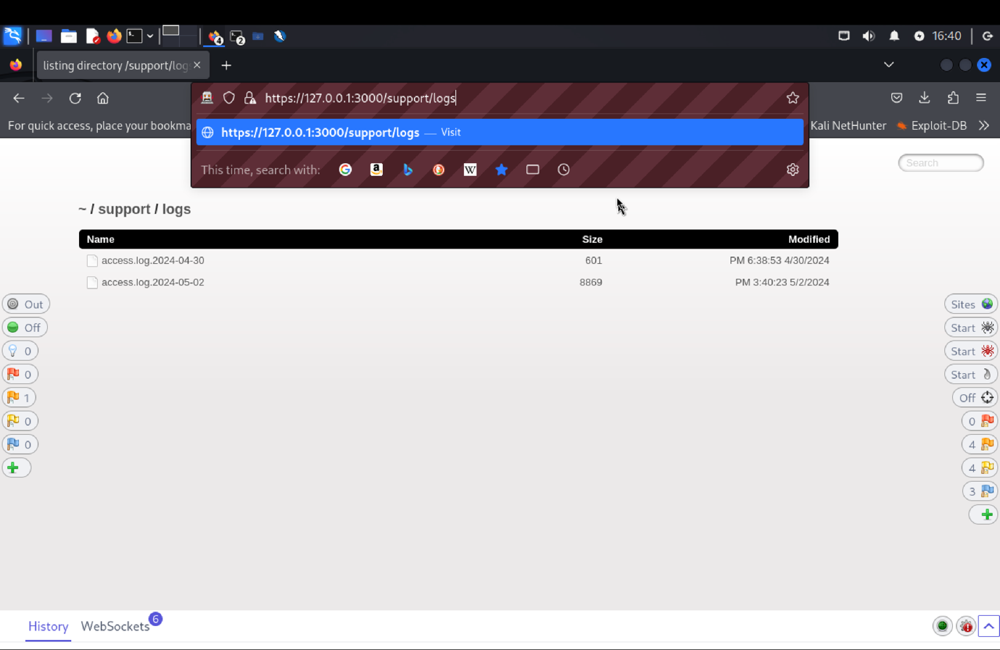 4 2 16:40
listing directory /support/log
https://127.0.0.1:3000/support/logs
For quick access, place your bookma Kali NetHunter Exploit-DB
https://127.0.0.1:3000/support/logs — Visit
This time, search with: G a W
Search
~ / support / logs
Name Size Modified
access.log.2024-04-30 601 PM 6:38:53 4/30/2024
access.log.2024-05-02 8869 PM 3:40:23 5/2/2024
Out Sites
Off Start
0 Start
0 Start
1 Off
0 0
0 4
4
3
History WebSockets 6